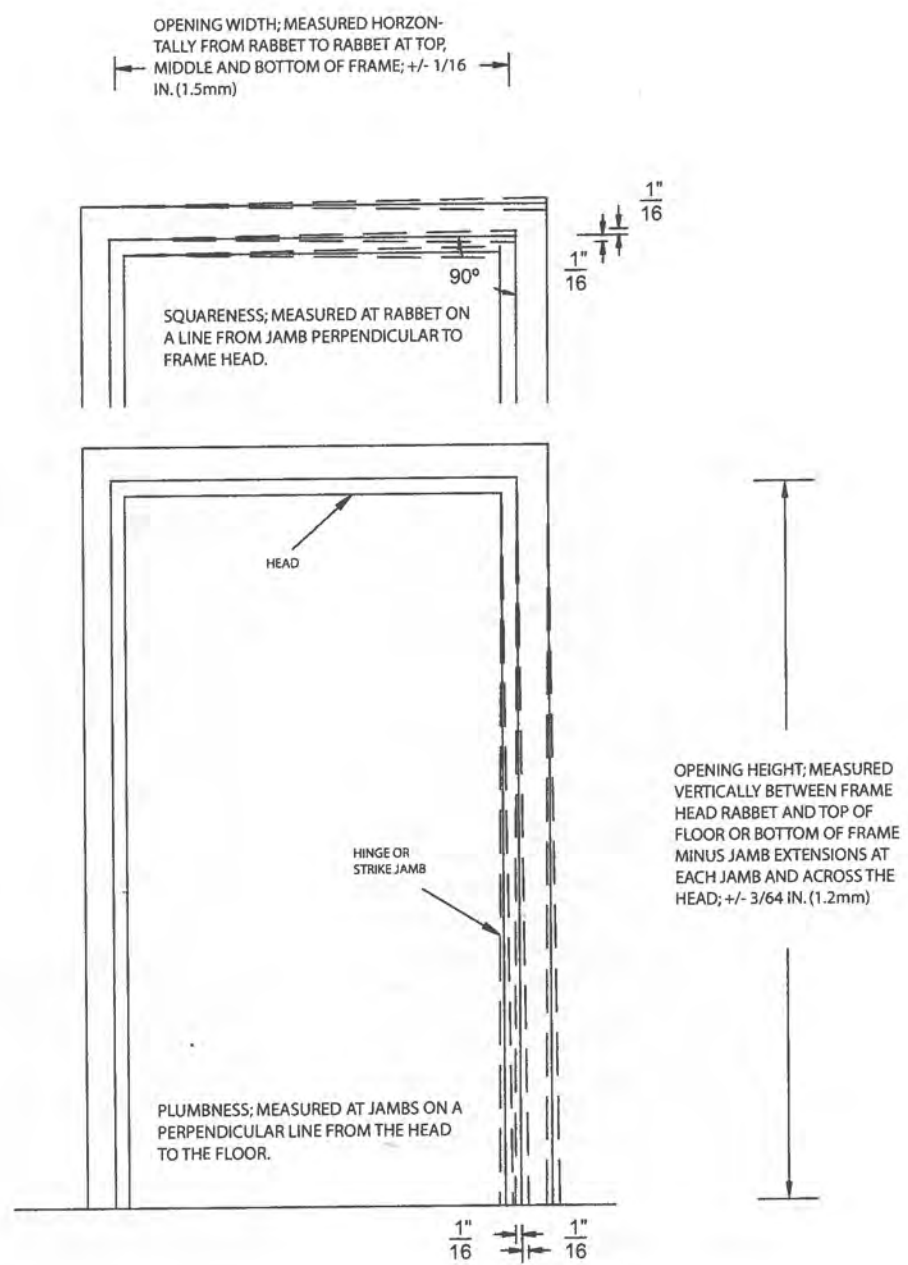 OPENING WIDTH; MEASURED HORZON-
TALLY FROM RABBET TO RABBET AT TOP,
MIDDLE AND BOTTOM OF FRAME; +/- 1/16
IN. (1.5mm)
1"
16
1"
16
90°
SQUARENESS; MEASURED AT RABBET ON
A LINE FROM JAMB PERPENDICULAR TO
FRAME HEAD.
HEAD
HINGE OR
STRIKE JAMB
OPENING HEIGHT; MEASURED
VERTICALLY BETWEEN FRAME
HEAD RABBET AND TOP OF
FLOOR OR BOTTOM OF FRAME
MINUS JAMB EXTENSIONS AT
EACH JAMB AND ACROSS THE
HEAD; +/- 3/64 IN. (1.2mm)
PLUMBNESS; MEASURED AT JAMBS ON A
PERPENDICULAR LINE FROM THE HEAD
TO THE FLOOR.
1"
16
1"
16